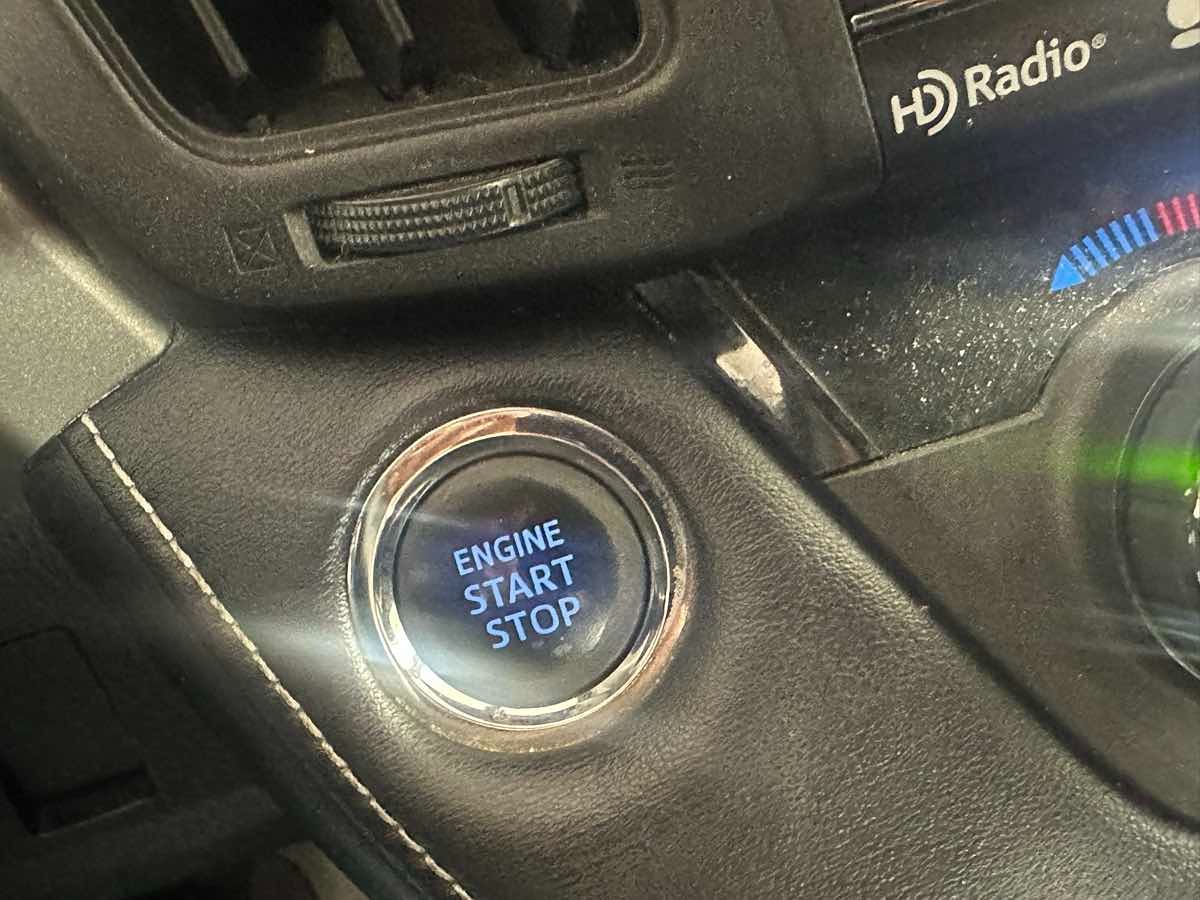 HD Radio®
ENGINE
START
STOP